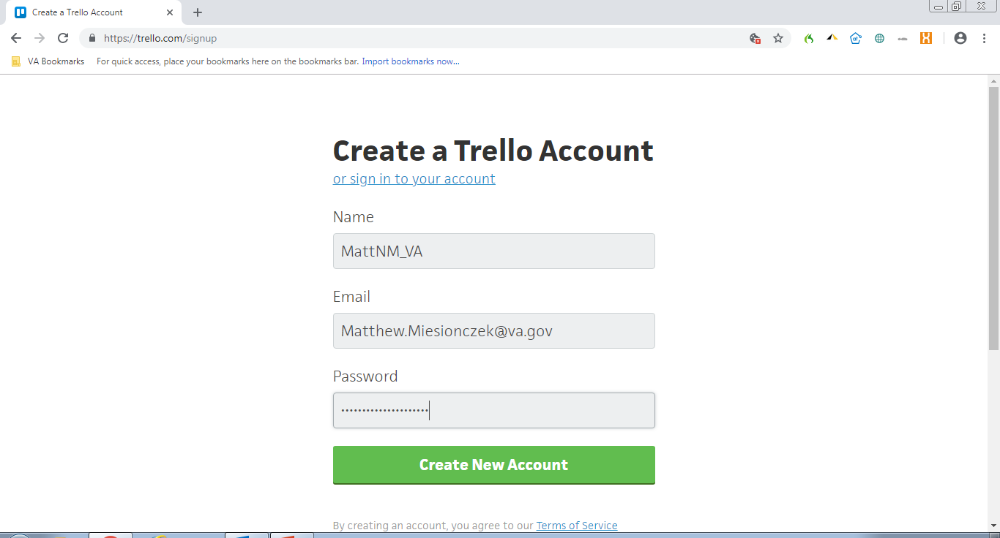 Create a Trello Account
https://trello.com/signup
VA Bookmarks For quick access, place your bookmarks here on the bookmarks bar. Import bookmarks now...
Create a Trello Account
or sign in to your account
Name
MattNM_VA
Email
Matthew.Miesionczek@va.gov
Password
•••••••••••••••••••••
Create New Account
By creating an account, you agree to our Terms of Service